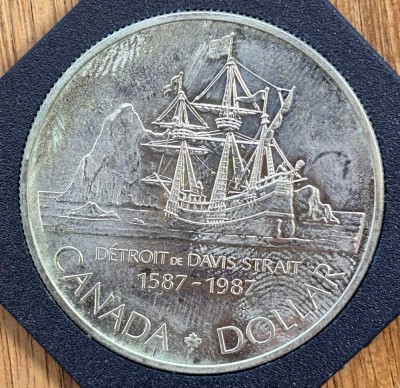 DÉTROIT DE DAVIS STRAIT
1587-1987
CANADA DOLLAR